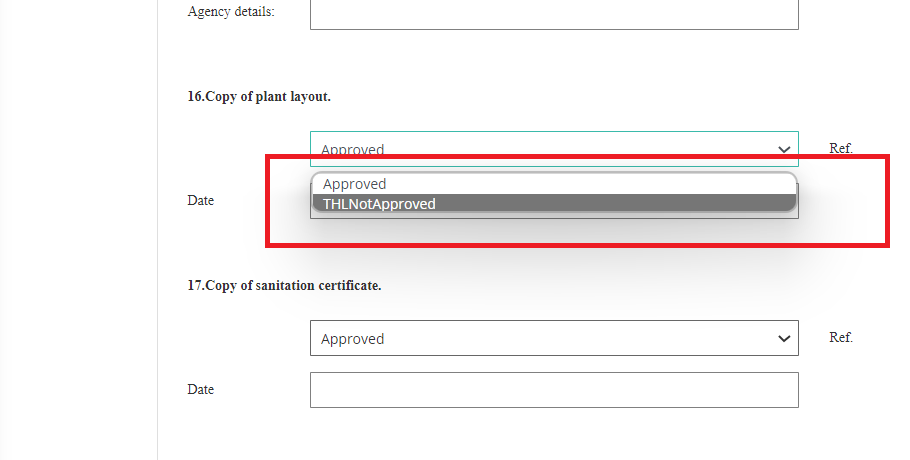 Agency details:
16.Copy of plant layout.
Approved
Ref.
Approved
THLNotApproved
Date
17.Copy of sanitation certificate.
Approved
Ref.
Date